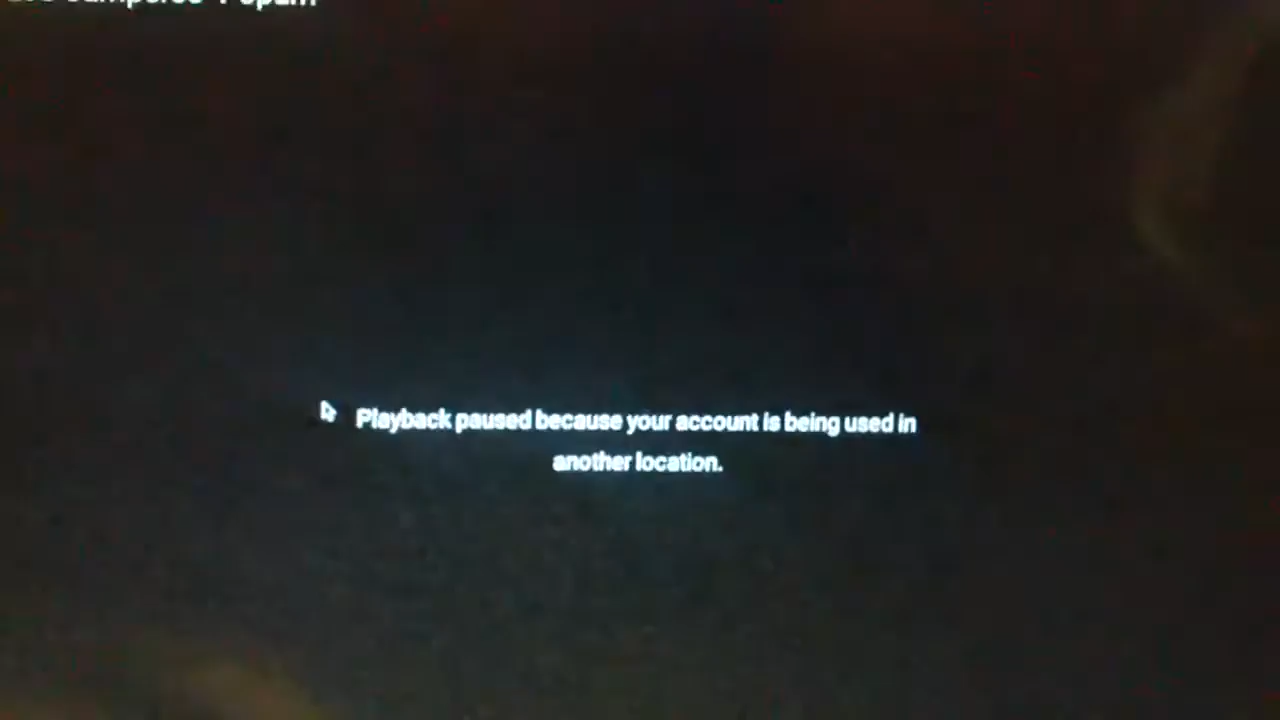 Playback paused because your account is being used in
another location.